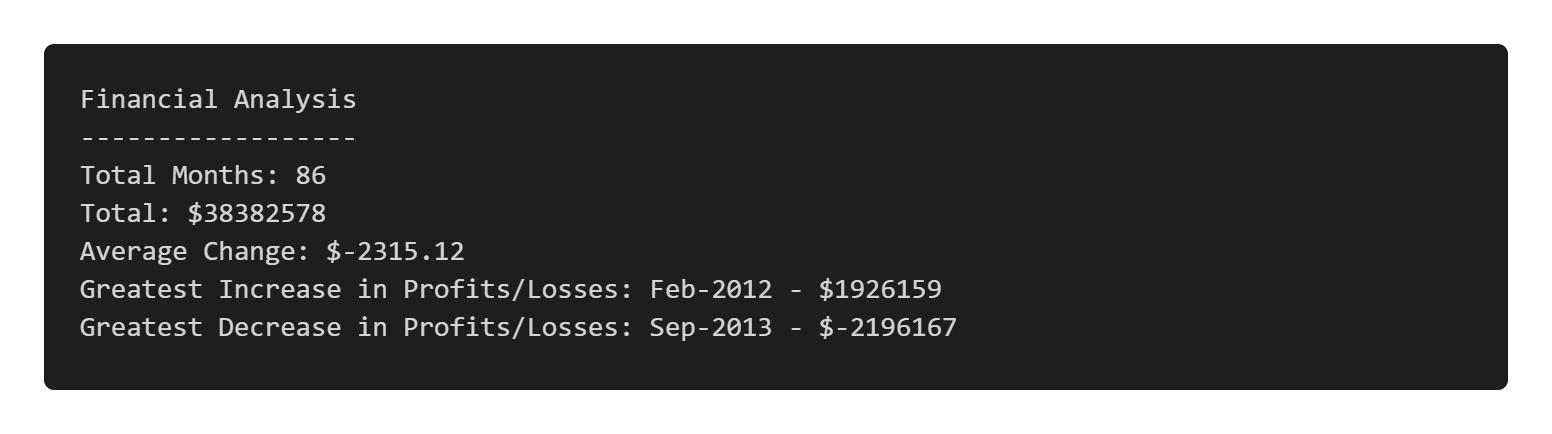 Financial Analysis
------------------
Total Months: 86
Total: $38382578
Average Change: $-2315.12
Greatest Increase in Profits/Losses: Feb-2012 - $1926159
Greatest Decrease in Profits/Losses: Sep-2013 - $-2196167